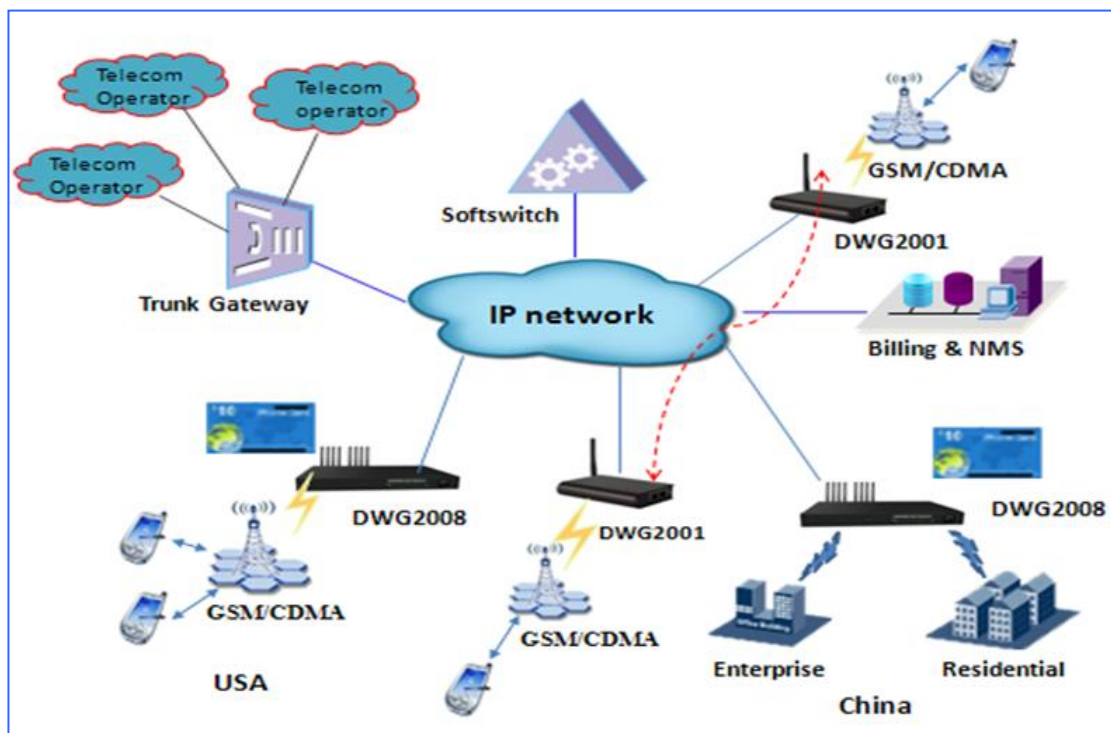 Telecom
Operator
Telecom
operator
Telecom
Operator
Trunk Gateway
Softswitch
GSM/CDMA
DWG2001
IP network
Billing & NMS
DWG2008
GSM/CDMA
USA
DWG2001
GSM/CDMA
DWG2008
Enterprise
Residential
China